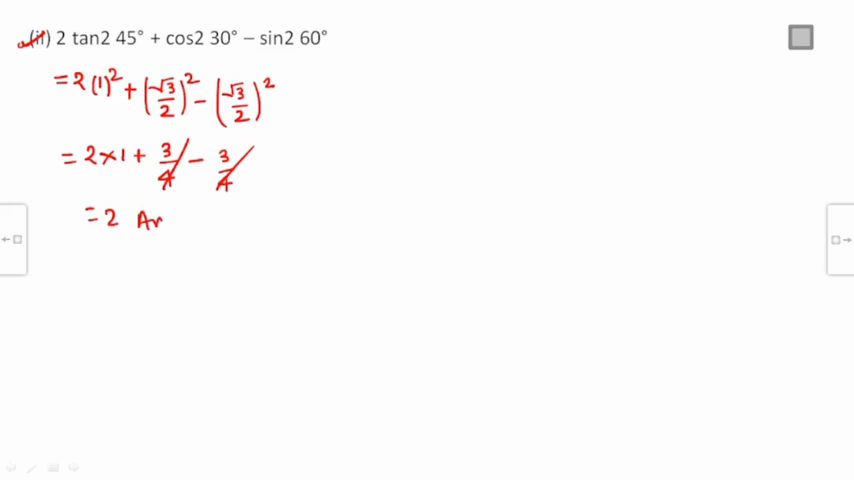 (ii) 2 tan2 45° + cos2 30° – sin2 60°
= 2 (1)² + (√3/2)² – (√3/2)²
= 2×1 + 3/4 – 3/4
= 2 An